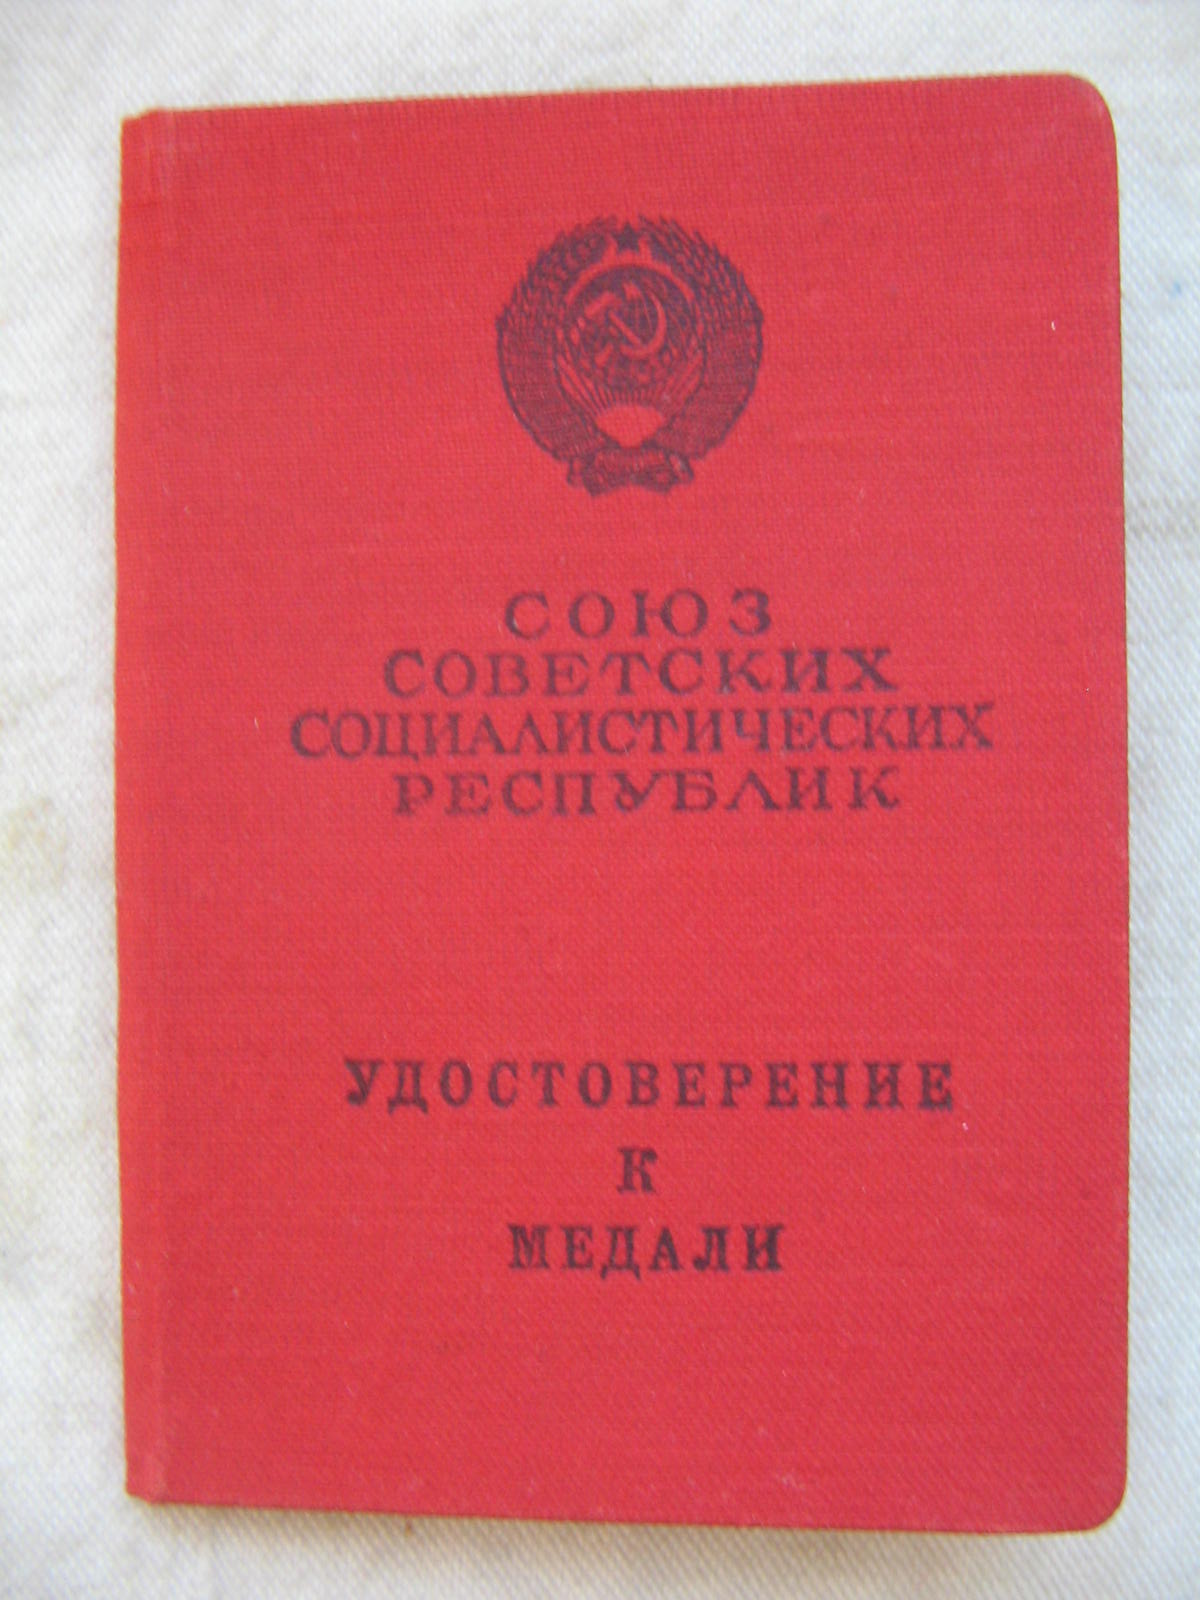 СОЮЗ
СОВЕТСКИХ
СОЦИАЛИСТИЧЕСКИХ
РЕСПУБЛИК
УДОСТОВЕРЕНИЕ
К
МЕДАЛИ